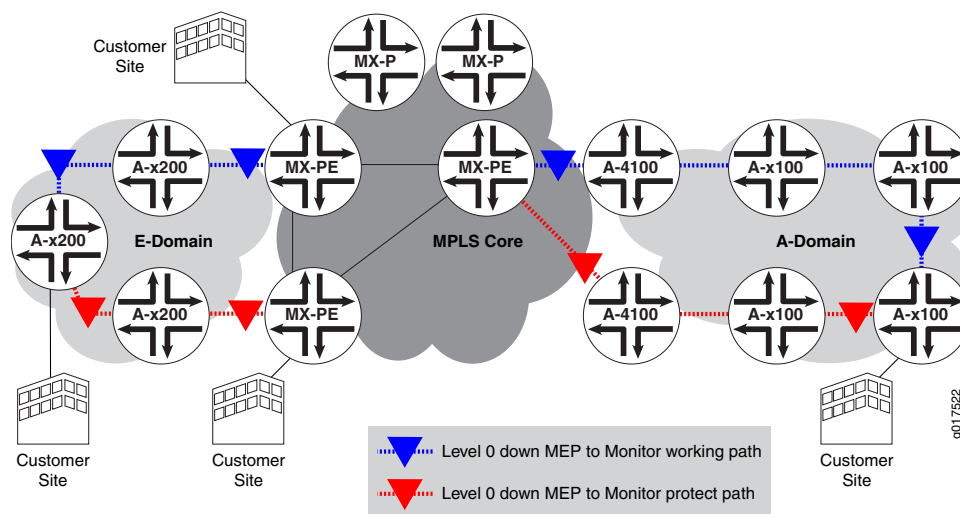 Customer
Site
MX-P
MX-P
A-x200
MX-PE
MX-PE
A-4100
A-x100
A-x100
A-x200
E-Domain
MPLS Core
A-Domain
A-x200
MX-PE
A-4100
A-x100
A-x100
Customer
Site
Customer
Site
Customer
Site
Level 0 down MEP to Monitor working path
Level 0 down MEP to Monitor protect path
g017522